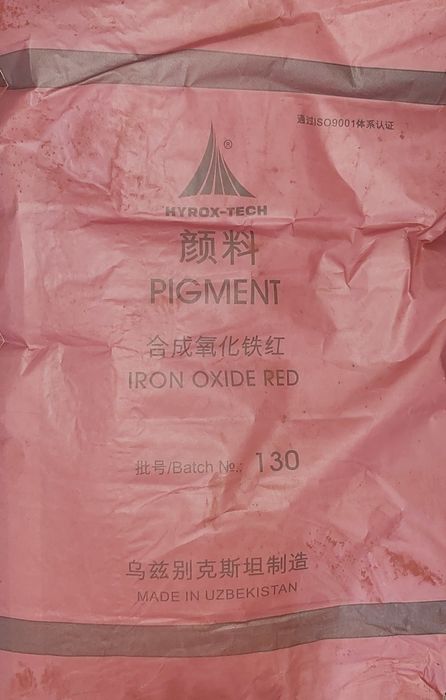 通过ISO9001体系认证
®
HYROX-TECH
颜料
PIGMENT
合成氧化铁红
IRON OXIDE RED
批号/Batch №.: 130
乌兹别克斯坦制造
MADE IN UZBEKISTAN